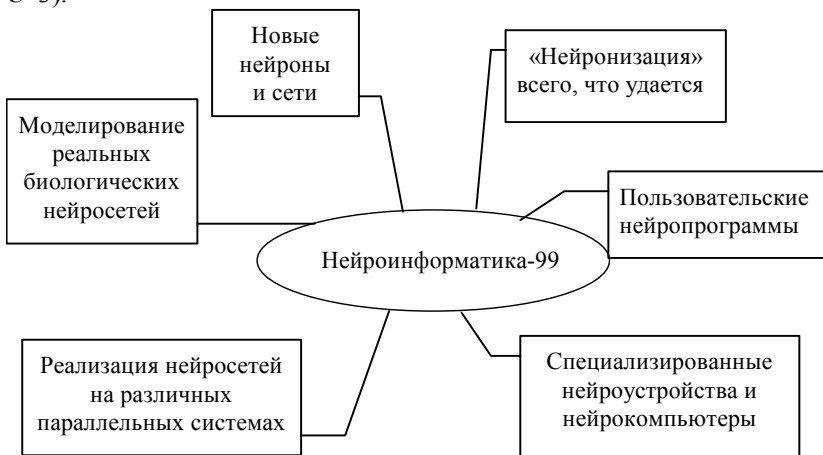 Новые
нейроны
и сети
«Нейронизация»
всего, что удается
Моделирование
реальных
биологических
нейросетей
Пользовательские
нейропрограммы
Нейроинформатика-99
Реализация нейросетей
на различных
параллельных системах
Специализированные
нейроустройства и
нейрокомпьютеры